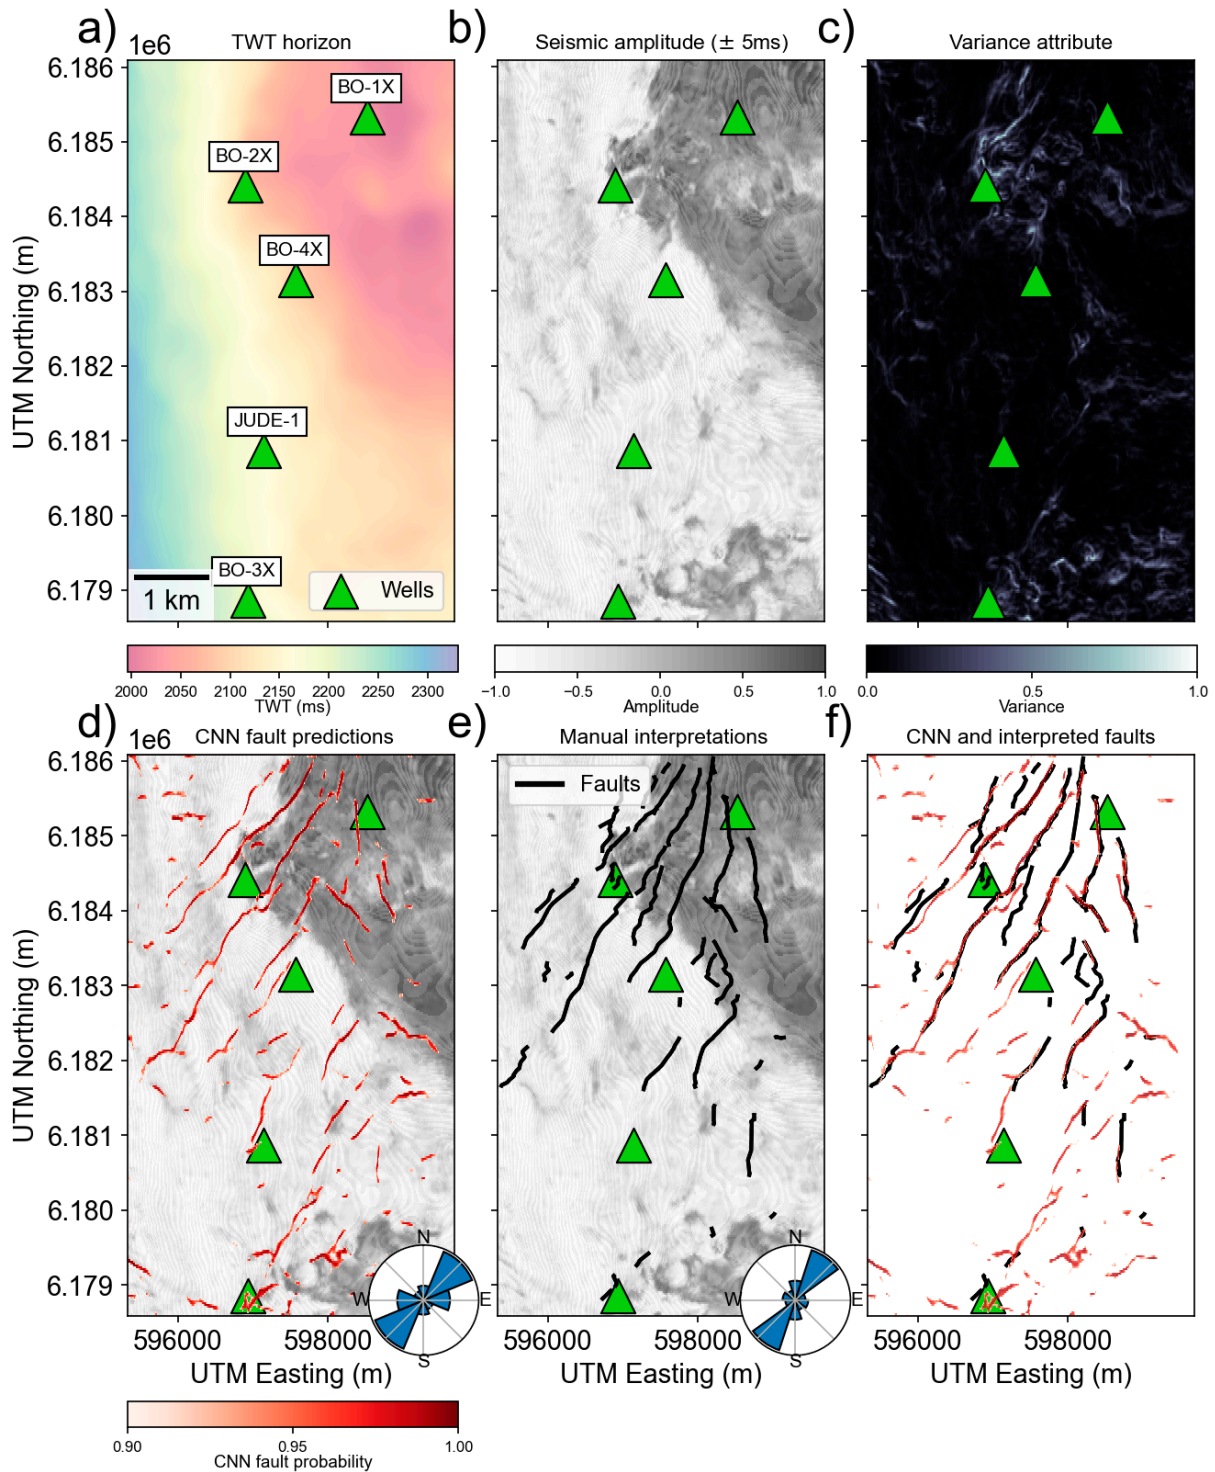 a)
1e6
TWT horizon
b)
Seismic amplitude (± 5ms)
c)
Variance attribute
6.186
6.185
6.184
6.183
6.182
6.181
6.180
6.179
UTM Northing (m)
BO-1X
BO-2X
BO-4X
JUDE-1
BO-3X
1 km
Wells
2000 2050 2100 2150 2200 2250 2300
TWT (ms)
−1.0 −0.5 0.0 0.5 1.0
Amplitude
0.0 0.5 1.0
Variance
d)
1e6
CNN fault predictions
e)
Manual interpretations
f)
CNN and interpreted faults
6.186
6.185
6.184
6.183
6.182
6.181
6.180
6.179
UTM Northing (m)
Faults
N
W E
S
N
W E
S
596000 598000
UTM Easting (m)
596000 598000
UTM Easting (m)
596000 598000
UTM Easting (m)
0.90 0.95 1.00
CNN fault probability